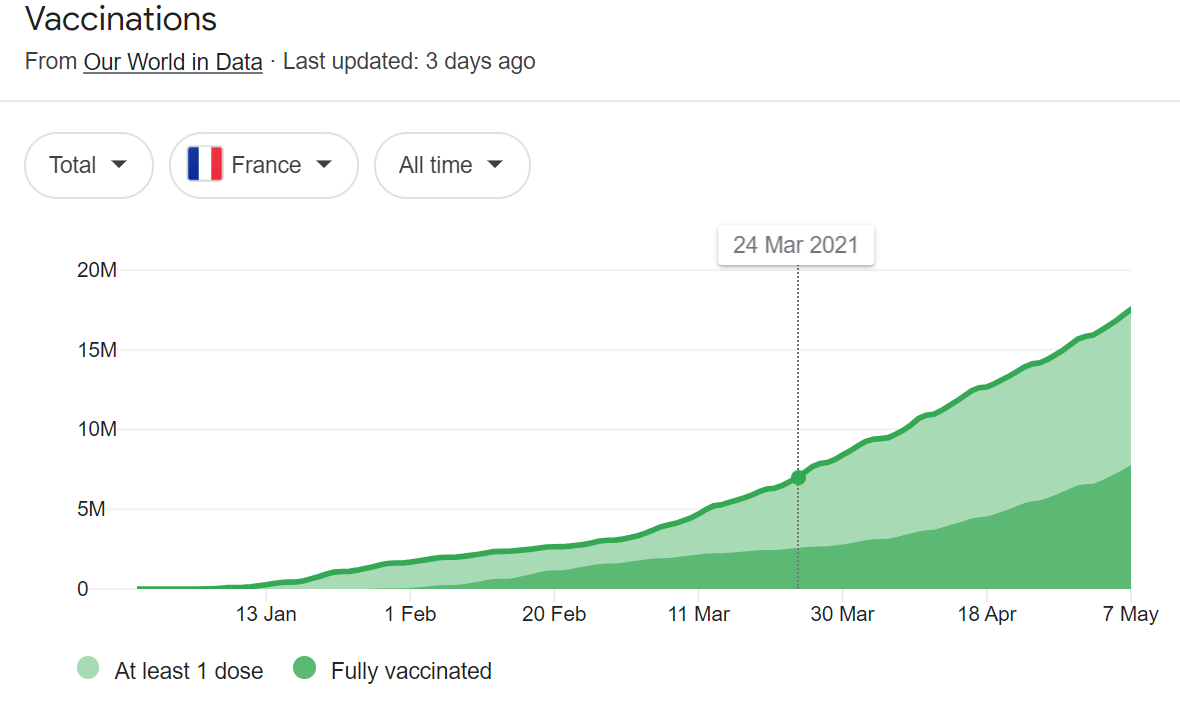 Vaccinations
From Our World in Data · Last updated: 3 days ago
Total France All time
24 Mar 2021
20M
15M
10M
5M
0
13 Jan 1 Feb 20 Feb 11 Mar 30 Mar 18 Apr 7 May
At least 1 dose Fully vaccinated